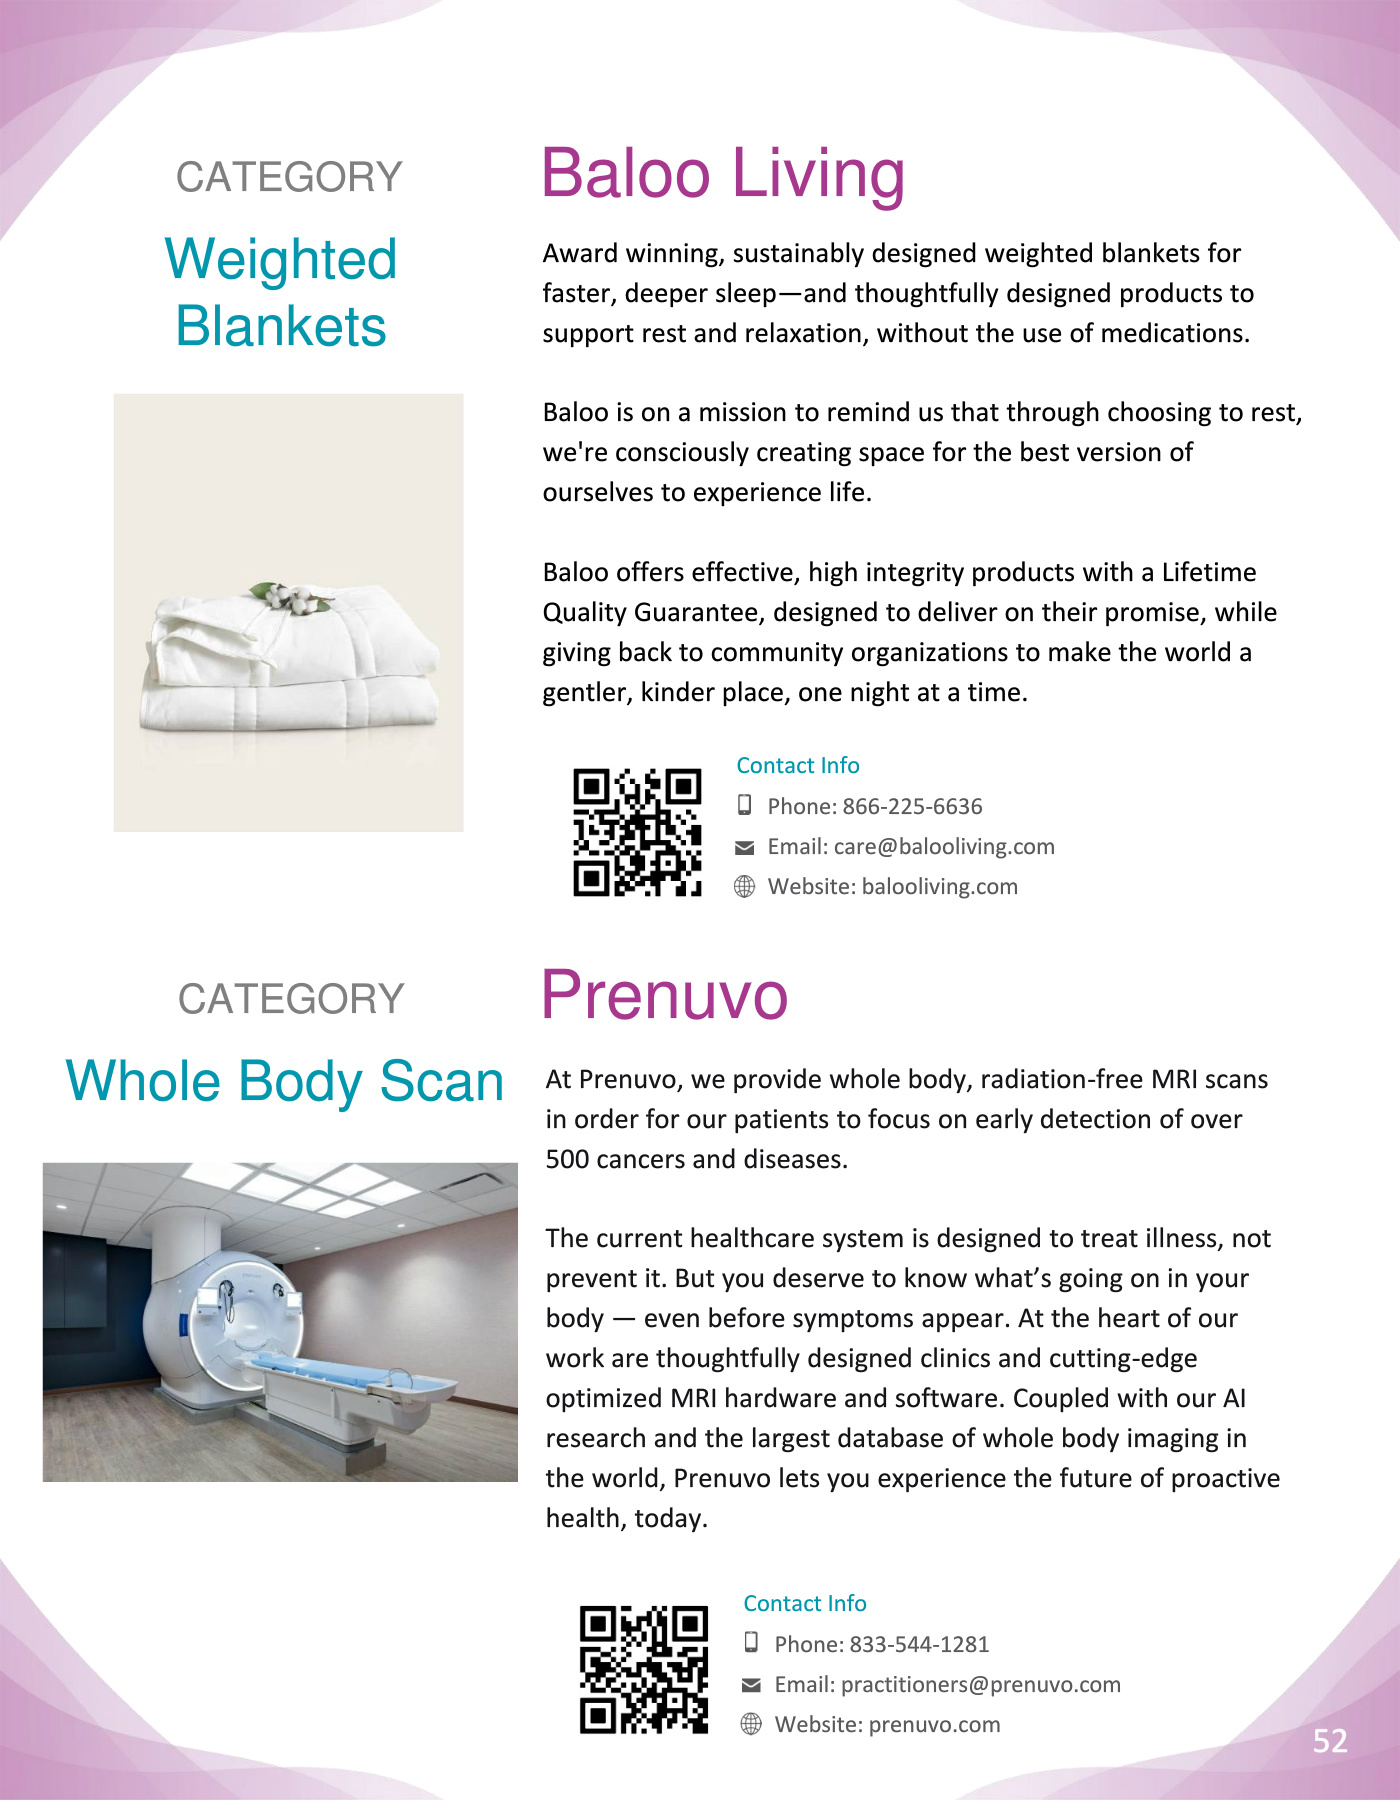 CATEGORY
Weighted
Blankets
Baloo Living
Award winning, sustainably designed weighted blankets for
faster, deeper sleep—and thoughtfully designed products to
support rest and relaxation, without the use of medications.
Baloo is on a mission to remind us that through choosing to rest,
we're consciously creating space for the best version of
ourselves to experience life.
Baloo offers effective, high integrity products with a Lifetime
Quality Guarantee, designed to deliver on their promise, while
giving back to community organizations to make the world a
gentler, kinder place, one night at a time.
Contact Info
Phone: 866-225-6636
Email: care@balooliving.com
Website: balooliving.com
CATEGORY
Whole Body Scan
Prenuvo
At Prenuvo, we provide whole body, radiation-free MRI scans
in order for our patients to focus on early detection of over
500 cancers and diseases.
The current healthcare system is designed to treat illness, not
prevent it. But you deserve to know what’s going on in your
body — even before symptoms appear. At the heart of our
work are thoughtfully designed clinics and cutting-edge
optimized MRI hardware and software. Coupled with our AI
research and the largest database of whole body imaging in
the world, Prenuvo lets you experience the future of proactive
health, today.
Contact Info
Phone: 833-544-1281
Email: practitioners@prenuvo.com
Website: prenuvo.com
52